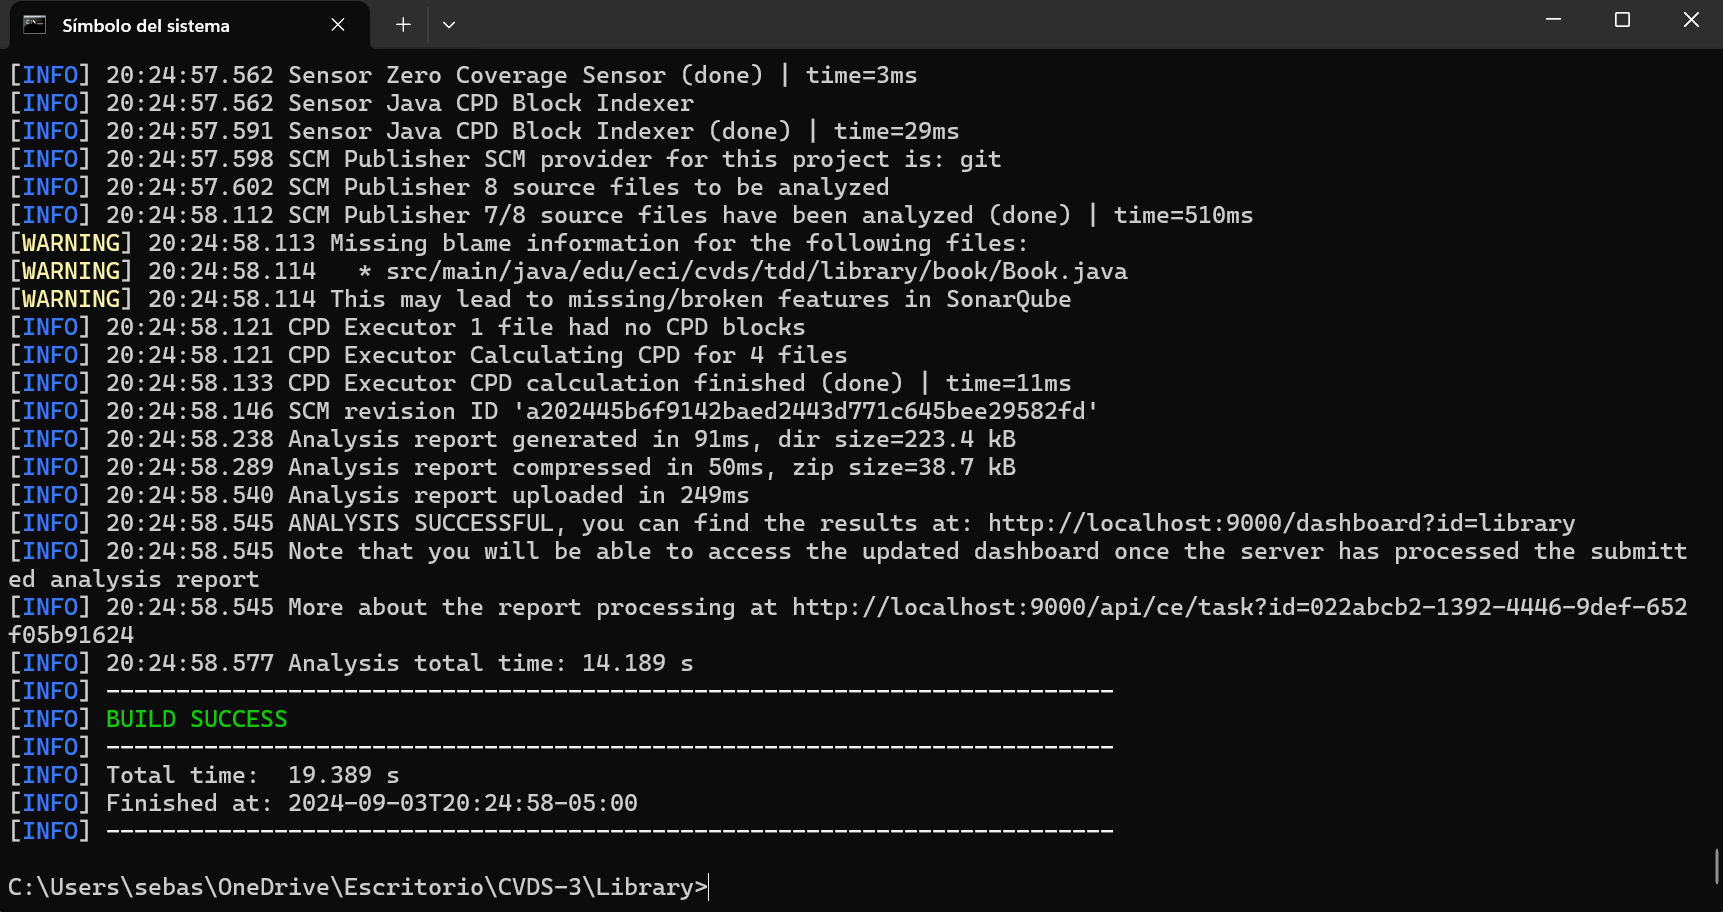 Símbolo del sistema
[INFO] 20:24:57.562 Sensor Zero Coverage Sensor (done) | time=3ms
[INFO] 20:24:57.562 Sensor Java CPD Block Indexer
[INFO] 20:24:57.591 Sensor Java CPD Block Indexer (done) | time=29ms
[INFO] 20:24:57.598 SCM Publisher SCM provider for this project is: git
[INFO] 20:24:57.602 SCM Publisher 8 source files to be analyzed
[INFO] 20:24:58.112 SCM Publisher 7/8 source files have been analyzed (done) | time=510ms
[WARNING] 20:24:58.113 Missing blame information for the following files:
[WARNING] 20:24:58.114   * src/main/java/edu/eci/cvds/tdd/library/book/Book.java
[WARNING] 20:24:58.114 This may lead to missing/broken features in SonarQube
[INFO] 20:24:58.121 CPD Executor 1 file had no CPD blocks
[INFO] 20:24:58.121 CPD Executor Calculating CPD for 4 files
[INFO] 20:24:58.133 CPD Executor CPD calculation finished (done) | time=11ms
[INFO] 20:24:58.146 SCM revision ID 'a202445b6f9142baed2443d771c645bee29582fd'
[INFO] 20:24:58.238 Analysis report generated in 91ms, dir size=223.4 kB
[INFO] 20:24:58.289 Analysis report compressed in 50ms, zip size=38.7 kB
[INFO] 20:24:58.540 Analysis report uploaded in 249ms
[INFO] 20:24:58.545 ANALYSIS SUCCESSFUL, you can find the results at: http://localhost:9000/dashboard?id=library
[INFO] 20:24:58.545 Note that you will be able to access the updated dashboard once the server has processed the submitt
ed analysis report
[INFO] 20:24:58.545 More about the report processing at http://localhost:9000/api/ce/task?id=022abcb2-1392-4446-9def-652
f05b91624
[INFO] 20:24:58.577 Analysis total time: 14.189 s
[INFO] ------------------------------------------------------------------------
[INFO] BUILD SUCCESS
[INFO] ------------------------------------------------------------------------
[INFO] Total time:  19.389 s
[INFO] Finished at: 2024-09-03T20:24:58-05:00
[INFO] ------------------------------------------------------------------------
C:\Users\sebas\OneDrive\Escritorio\CVDS-3\Library>